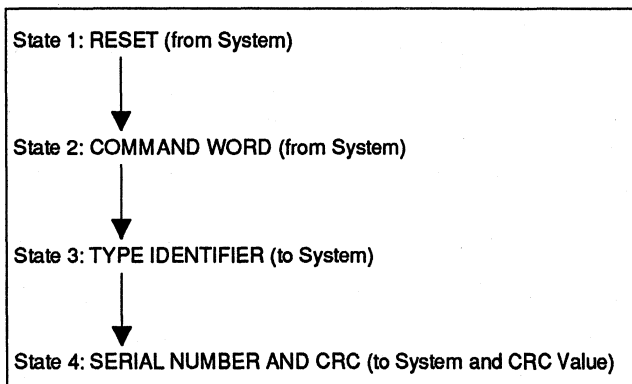 State 1: RESET (from System)
State 2: COMMAND WORD (from System)
State 3: TYPE IDENTIFIER (to System)
State 4: SERIAL NUMBER AND CRC (to System and CRC Value)